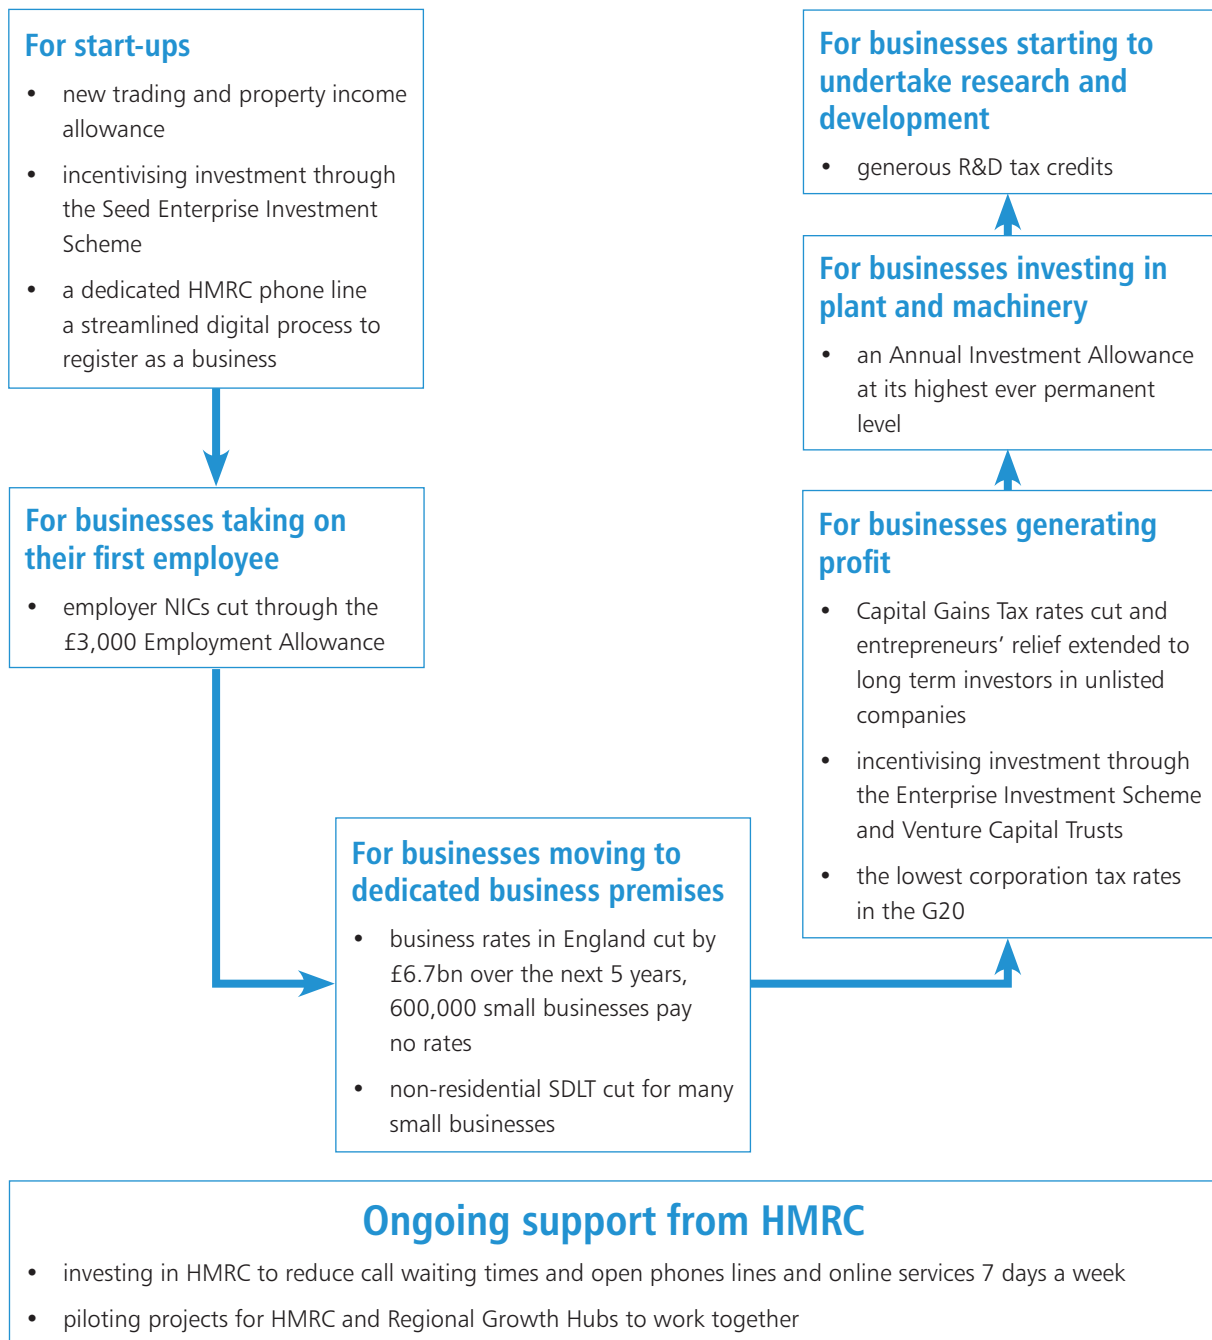 For start-ups
• new trading and property income
allowance
• incentivising investment through
the Seed Enterprise Investment
Scheme
• a dedicated HMRC phone line
a streamlined digital process to
register as a business
For businesses taking on
their first employee
• employer NICs cut through the
£3,000 Employment Allowance
For businesses moving to
dedicated business premises
• business rates in England cut by
£6.7bn over the next 5 years,
600,000 small businesses pay
no rates
• non-residential SDLT cut for many
small businesses
For businesses generating
profit
• Capital Gains Tax rates cut and
entrepreneurs’ relief extended to
long term investors in unlisted
companies
• incentivising investment through
the Enterprise Investment Scheme
and Venture Capital Trusts
• the lowest corporation tax rates
in the G20
For businesses investing in
plant and machinery
• an Annual Investment Allowance
at its highest ever permanent
level
For businesses starting to
undertake research and
development
• generous R&D tax credits
Ongoing support from HMRC
• investing in HMRC to reduce call waiting times and open phones lines and online services 7 days a week
• piloting projects for HMRC and Regional Growth Hubs to work together